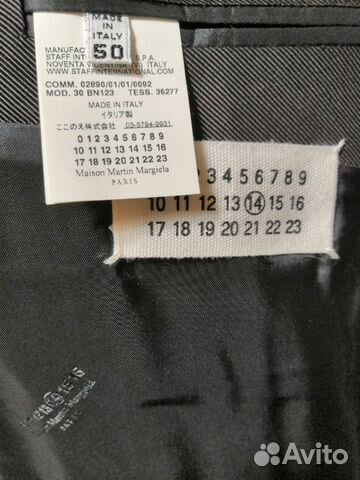 MADE IN
ITALY
50
STAFF INT S.P.A.
NOVENTA VICENTINA (VI) ITALY
COMM. 02890/01/01/0092
MOD. 30 BN123 TESS. 36277
MADE IN ITALY
イタリア製
ここのえ株式会社 03-5794-9931
0 1 2 3 4 5 6 7 8 9
10 11 12 13 14 15 16
17 18 19 20 21 22 23
Maison Martin Margiela
PARIS
3 4 5 6 7 8 9
10 11 12 13 14 15 16
17 18 19 20 21 22 23
Martin Margiela
Avito